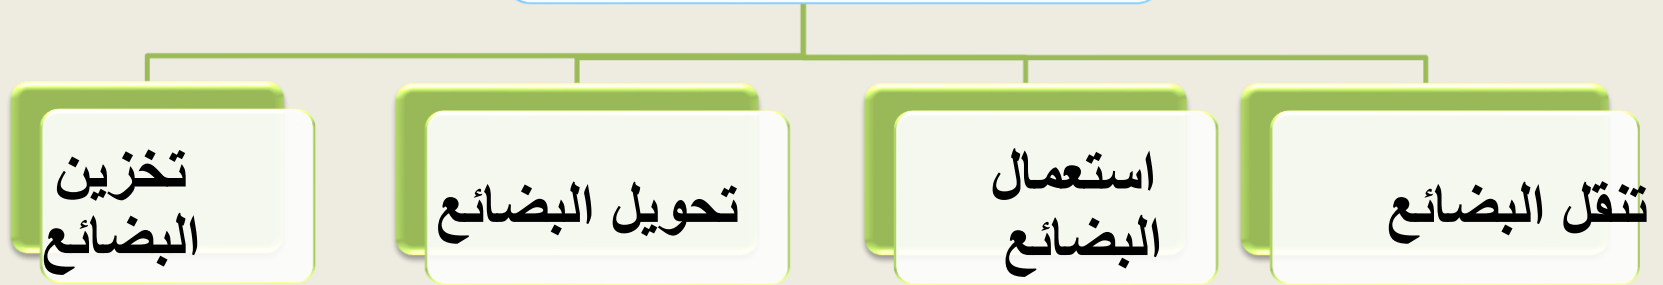 تنقل البضائع
استعمال
البضائع
تحويل البضائع
تخزين
البضائع